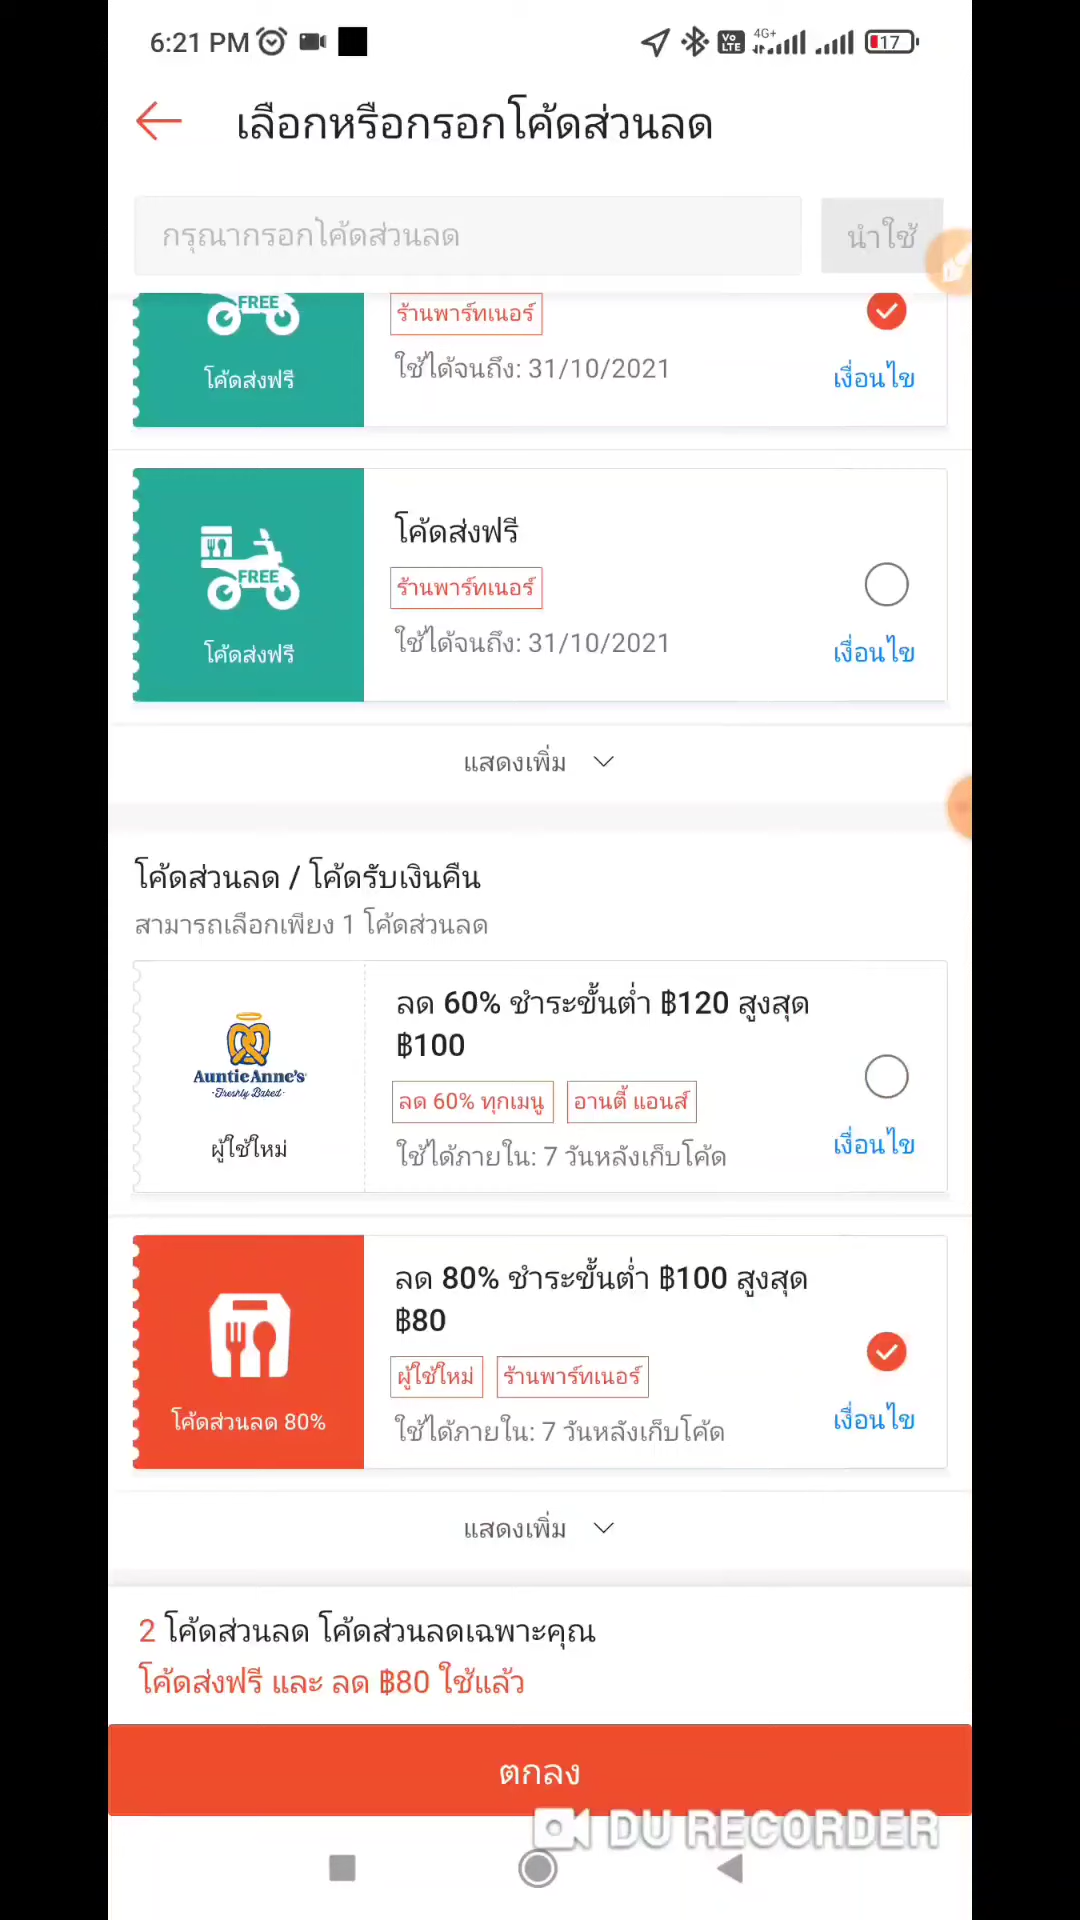 6:21 PM
Vo LTE 4G+ 17
เลือกหรือกรอกโค้ดส่วนลด
กรุณากรอกโค้ดส่วนลด
นำใช้
FREE
โค้ดส่งฟรี
ร้านพาร์ทเนอร์
ใช้ได้จนถึง: 31/10/2021
เงื่อนไข
FREE
โค้ดส่งฟรี
โค้ดส่งฟรี
ร้านพาร์ทเนอร์
ใช้ได้จนถึง: 31/10/2021
เงื่อนไข
แสดงเพิ่ม
โค้ดส่วนลด / โค้ดรับเงินคืน
สามารถเลือกเพียง 1 โค้ดส่วนลด
Auntie Anne's
Freshly Baked
ผู้ใช้ใหม่
ลด 60% ชำระขั้นต่ำ ฿120 สูงสุด
฿100
ลด 60% ทุกเมนู อานตี้ แอนส์
ใช้ได้ภายใน: 7 วันหลังเก็บโค้ด
เงื่อนไข
โค้ดส่วนลด 80%
ลด 80% ชำระขั้นต่ำ ฿100 สูงสุด
฿80
ผู้ใช้ใหม่ ร้านพาร์ทเนอร์
ใช้ได้ภายใน: 7 วันหลังเก็บโค้ด
เงื่อนไข
แสดงเพิ่ม
2 โค้ดส่วนลด โค้ดส่วนลดเฉพาะคุณ
โค้ดส่งฟรี และ ลด ฿80 ใช้แล้ว
ตกลง
DU RECORDER